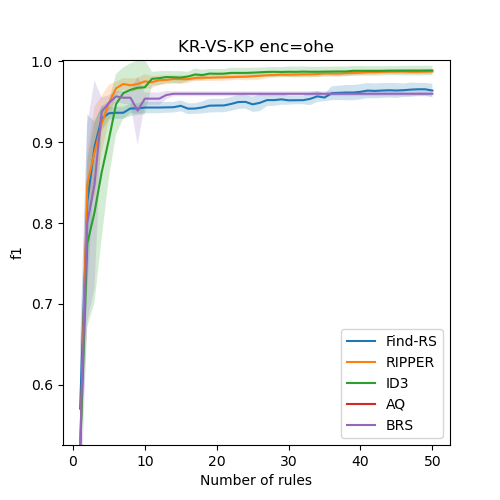 KR-VS-KP enc=ohe
1.0
0.9
0.8
0.7
0.6
f1
0
10
20
30
40
50
Number of rules
Find-RS
RIPPER
ID3
AQ
BRS